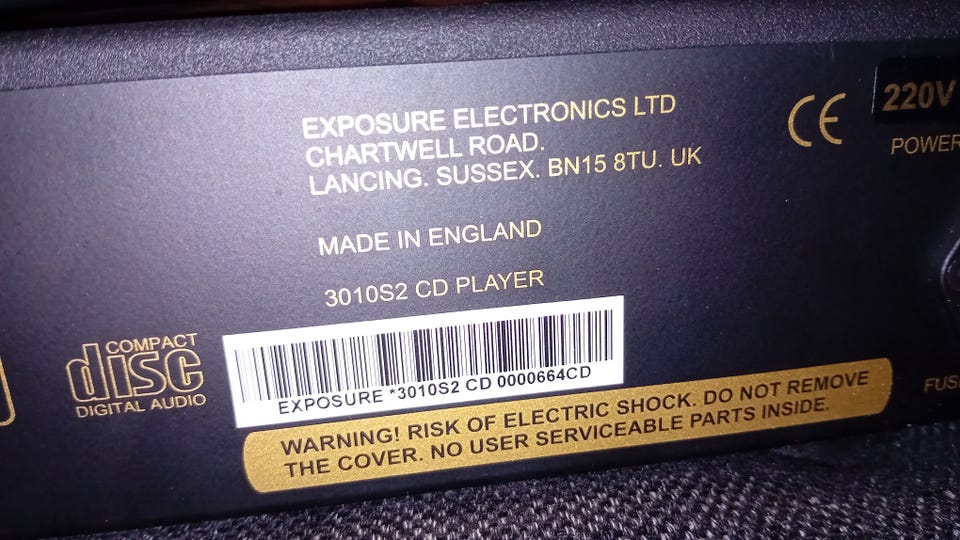 EXPOSURE ELECTRONICS LTD
CHARTWELL ROAD.
LANCING. SUSSEX. BN15 8TU. UK
MADE IN ENGLAND
3010S2 CD PLAYER
CE
220V
POWER
COMPACT
disc
DIGITAL AUDIO
EXPOSURE *3010S2 CD 0000664CD
WARNING! RISK OF ELECTRIC SHOCK. DO NOT REMOVE
THE COVER. NO USER SERVICEABLE PARTS INSIDE.